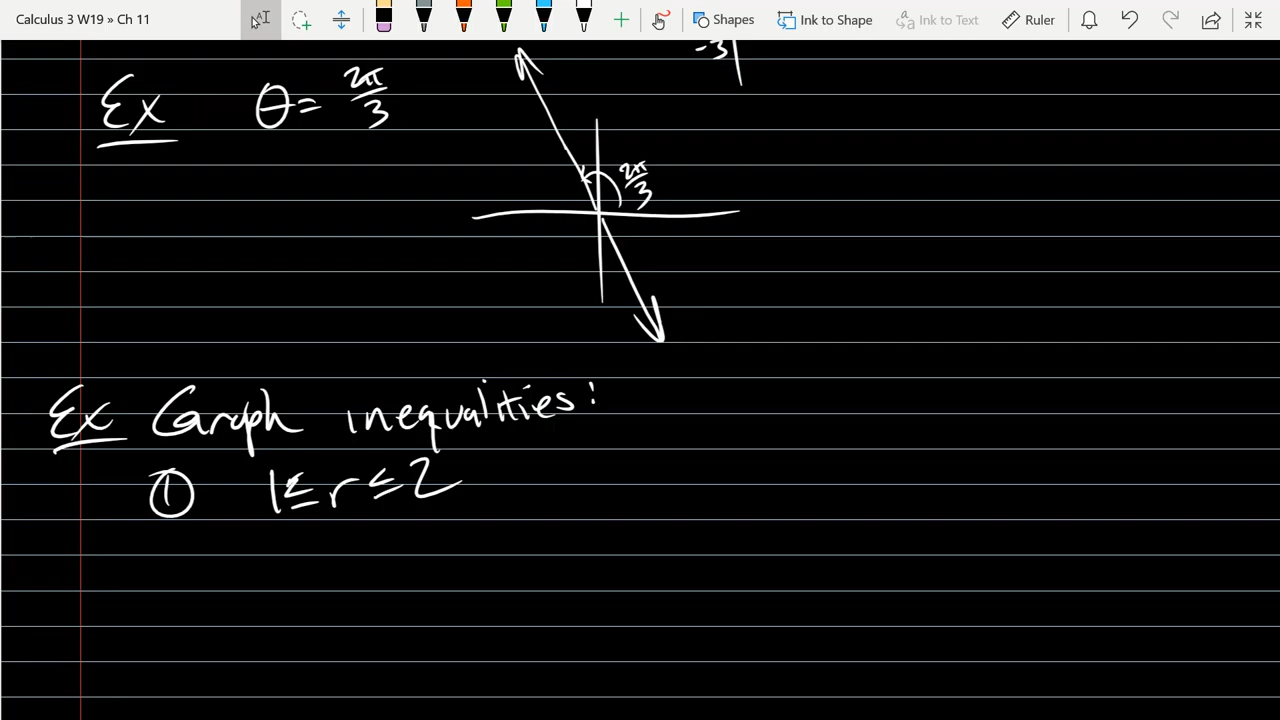 Calculus 3 W19 » Ch 11
Shapes
Ink to Shape
Ink to Text
Ruler
-3
Ex θ = 2π/3
2π/3
Ex Graph inequalities:
① 1 ≤ r ≤ 2